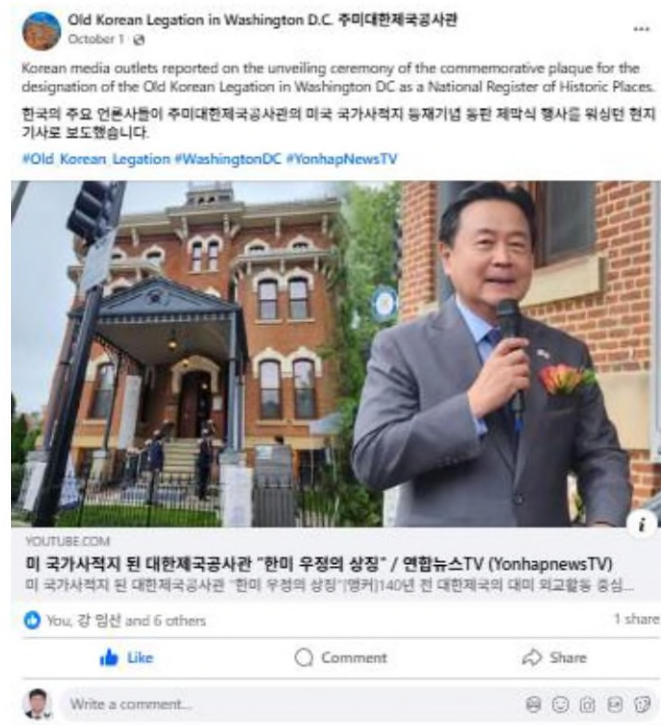 Old Korean Legation in Washington D.C. 주미대한제국공사관
October 1
Korean media outlets reported on the unveiling ceremony of the commemorative plaque for the
designation of the Old Korean Legation in Washington DC as a National Register of Historic Places.
한국의 주요 언론사들이 주미대한제국공사관의 미국 국가사적지 등재기념 동판 제막식 행사를 워싱턴 현지
기사로 보도했습니다.
#Old Korean Legation #WashingtonDC #YonhapNewsTV
YOUTUBE.COM
미 국가사적지 된 대한제국공사관 "한미 우정의 상징" / 연합뉴스TV (YonhapnewsTV)
미 국가사적지 된 대한제국공사관 "한미 우정의 상징"[앵커]140년 전 대한제국의 대미 외교활동 중심...
You, 강 임산 and 6 others
1 share
Like
Comment
Share
Write a comment...